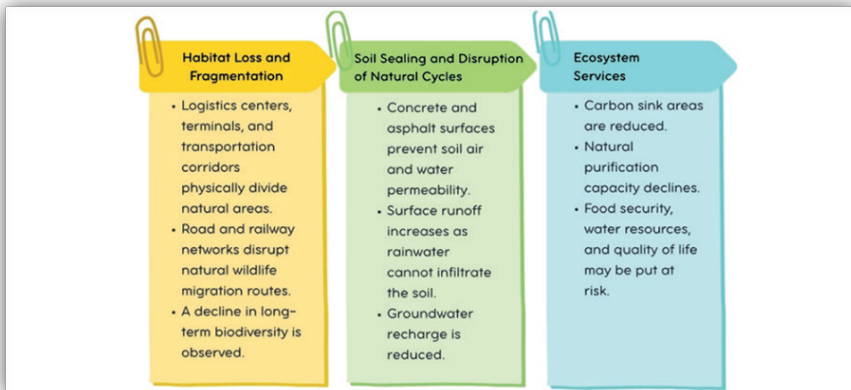 Habitat Loss and
Fragmentation
• Logistics centers,
terminals, and
transportation
corridors
physically divide
natural areas.
• Road and railway
networks disrupt
natural wildlife
migration routes.
• A decline in long-
term biodiversity is
observed.
Soil Sealing and Disruption
of Natural Cycles
• Concrete and
asphalt surfaces
prevent soil air
and water
permeability.
• Surface runoff
increases as
rainwater
cannot infiltrate
the soil.
• Groundwater
recharge is
reduced.
Ecosystem
Services
• Carbon sink areas
are reduced.
• Natural
purification
capacity declines.
• Food security,
water resources,
and quality of life
may be put at
risk.